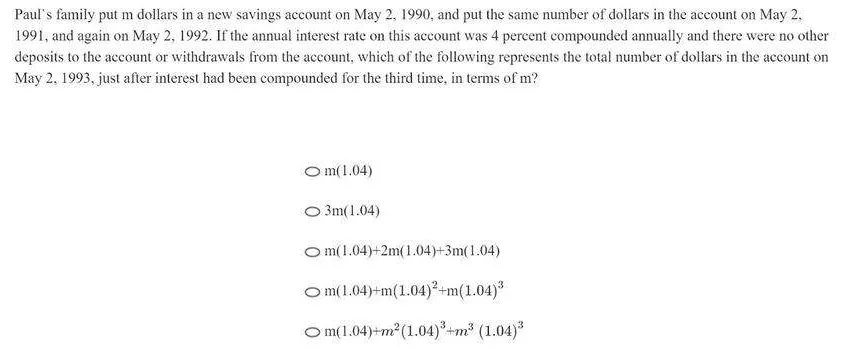 Paul's family put m dollars in a new savings account on May 2, 1990, and put the same number of dollars in the account on May 2,
1991, and again on May 2, 1992. If the annual interest rate on this account was 4 percent compounded annually and there were no other
deposits to the account or withdrawals from the account, which of the following represents the total number of dollars in the account on
May 2, 1993, just after interest had been compounded for the third time, in terms of m?
m(1.04)
3m(1.04)
m(1.04)+2m(1.04)+3m(1.04)
m(1.04)+m(1.04)²+m(1.04)³
m(1.04)+m²(1.04)³+m³ (1.04)³